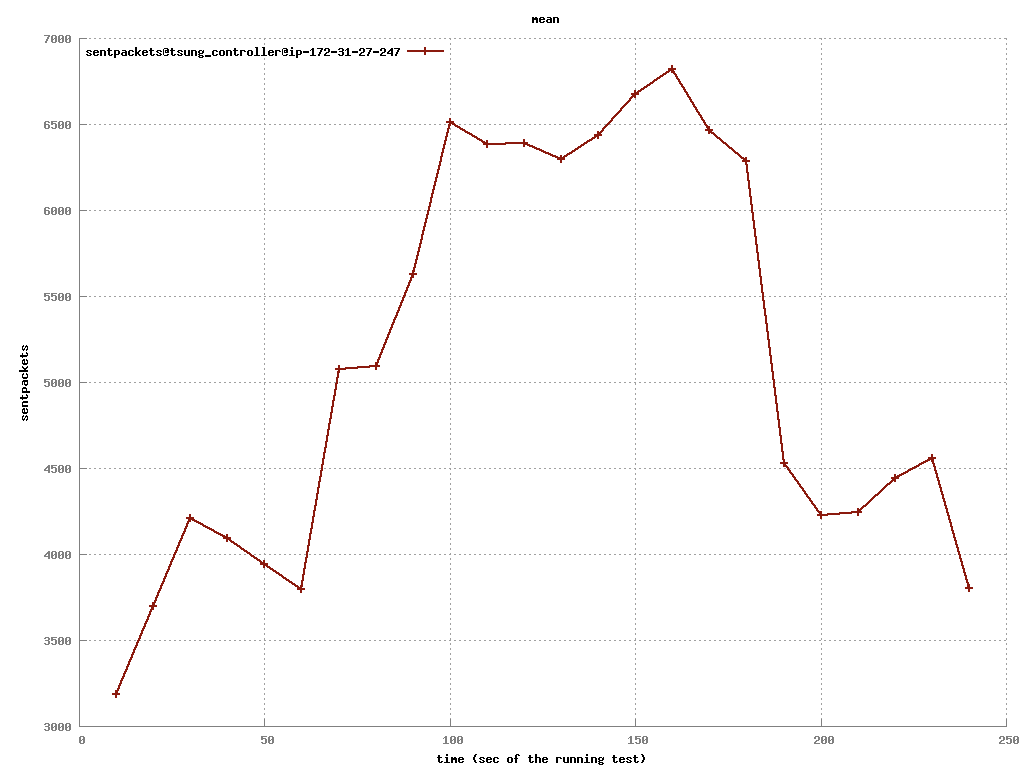 mean
7000
sentpackets@tsung_controller@ip-172-31-27-247
6500
6000
5500
5000
4500
4000
3500
3000
sentpackets
0 50 100 150 200 250
time (sec of the running test)